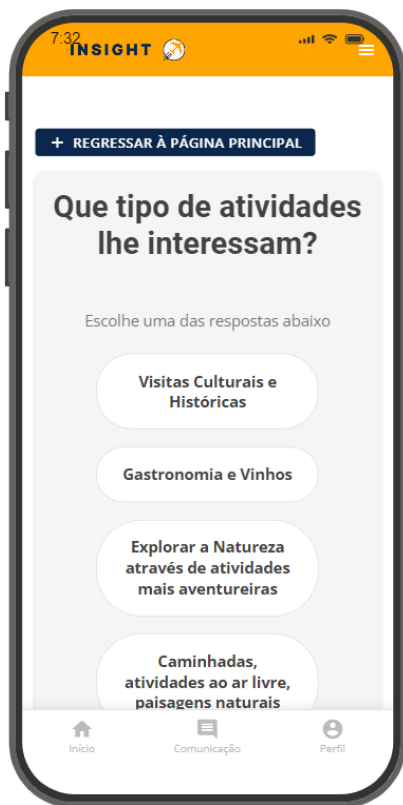 7:32
INSIGHT
+ REGRESSAR À PÁGINA PRINCIPAL
Que tipo de atividades
lhe interessam?
Escolhe uma das respostas abaixo
Visitas Culturais e
Históricas
Gastronomia e Vinhos
Explorar a Natureza
através de atividades
mais aventureiras
Caminhadas,
atividades ao ar livre,
paisagens naturais
Início
Comunicação
Perfil